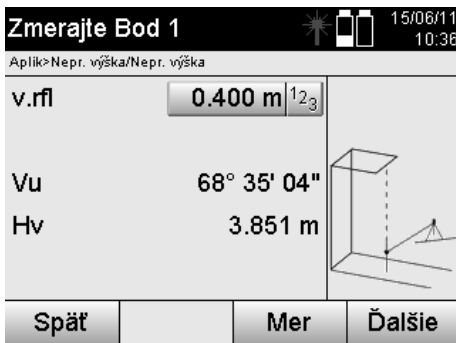 Zmerajte Bod 1
15/06/11
10:36
Aplik>Nepr. výška/Nepr. výška
v.rfl 0.400 m 123
Vu 68° 35' 04"
Hv 3.851 m
Späť Mer Ďalšie